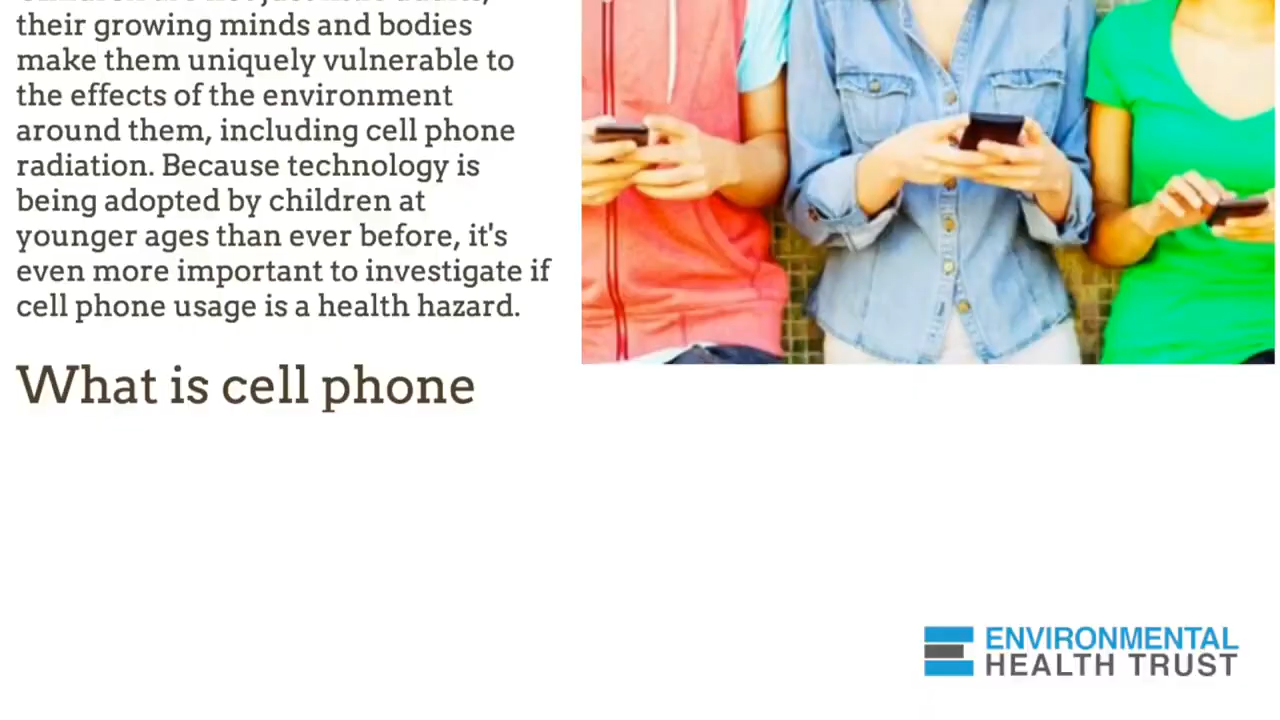 their growing minds and bodies
make them uniquely vulnerable to
the effects of the environment
around them, including cell phone
radiation. Because technology is
being adopted by children at
younger ages than ever before, it's
even more important to investigate if
cell phone usage is a health hazard.
What is cell phone
ENVIRONMENTAL
HEALTH TRUST